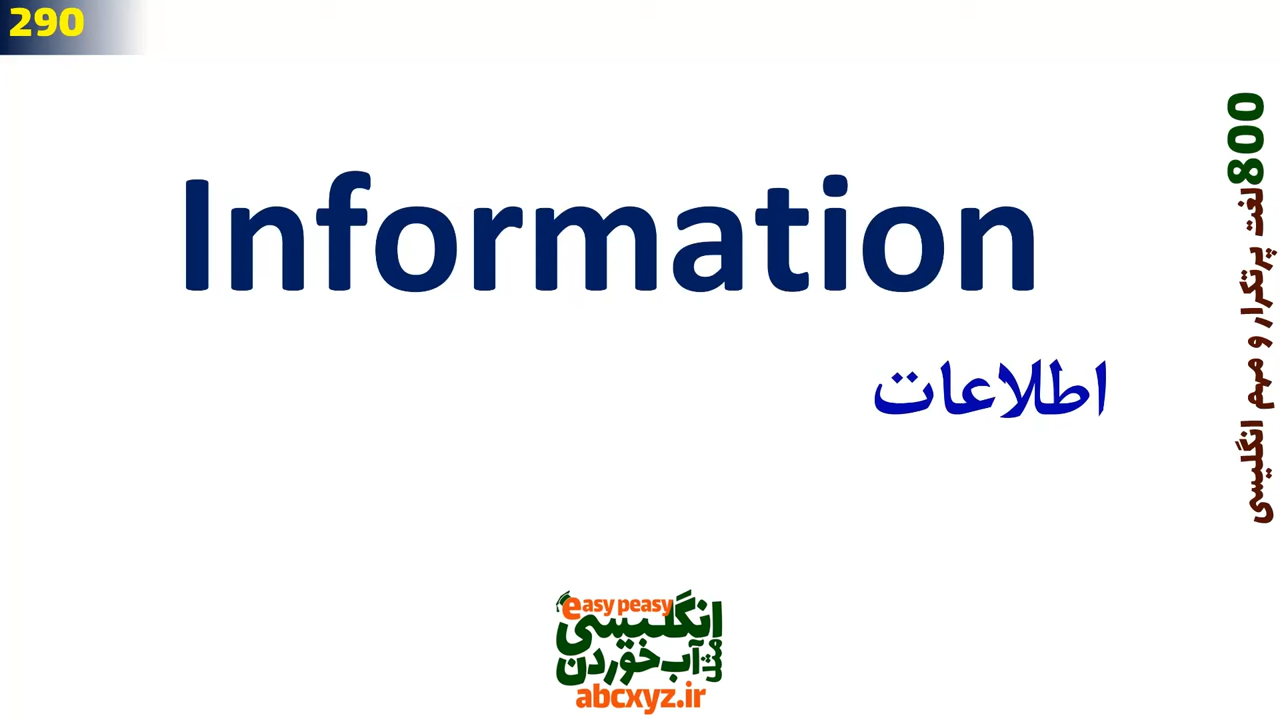 290
Information
اطلاعات
800 لغت پرتکرار و مهم انگلیسی
easy peasy
انگلیسی
مثل آب خوردن
abcxyz.ir